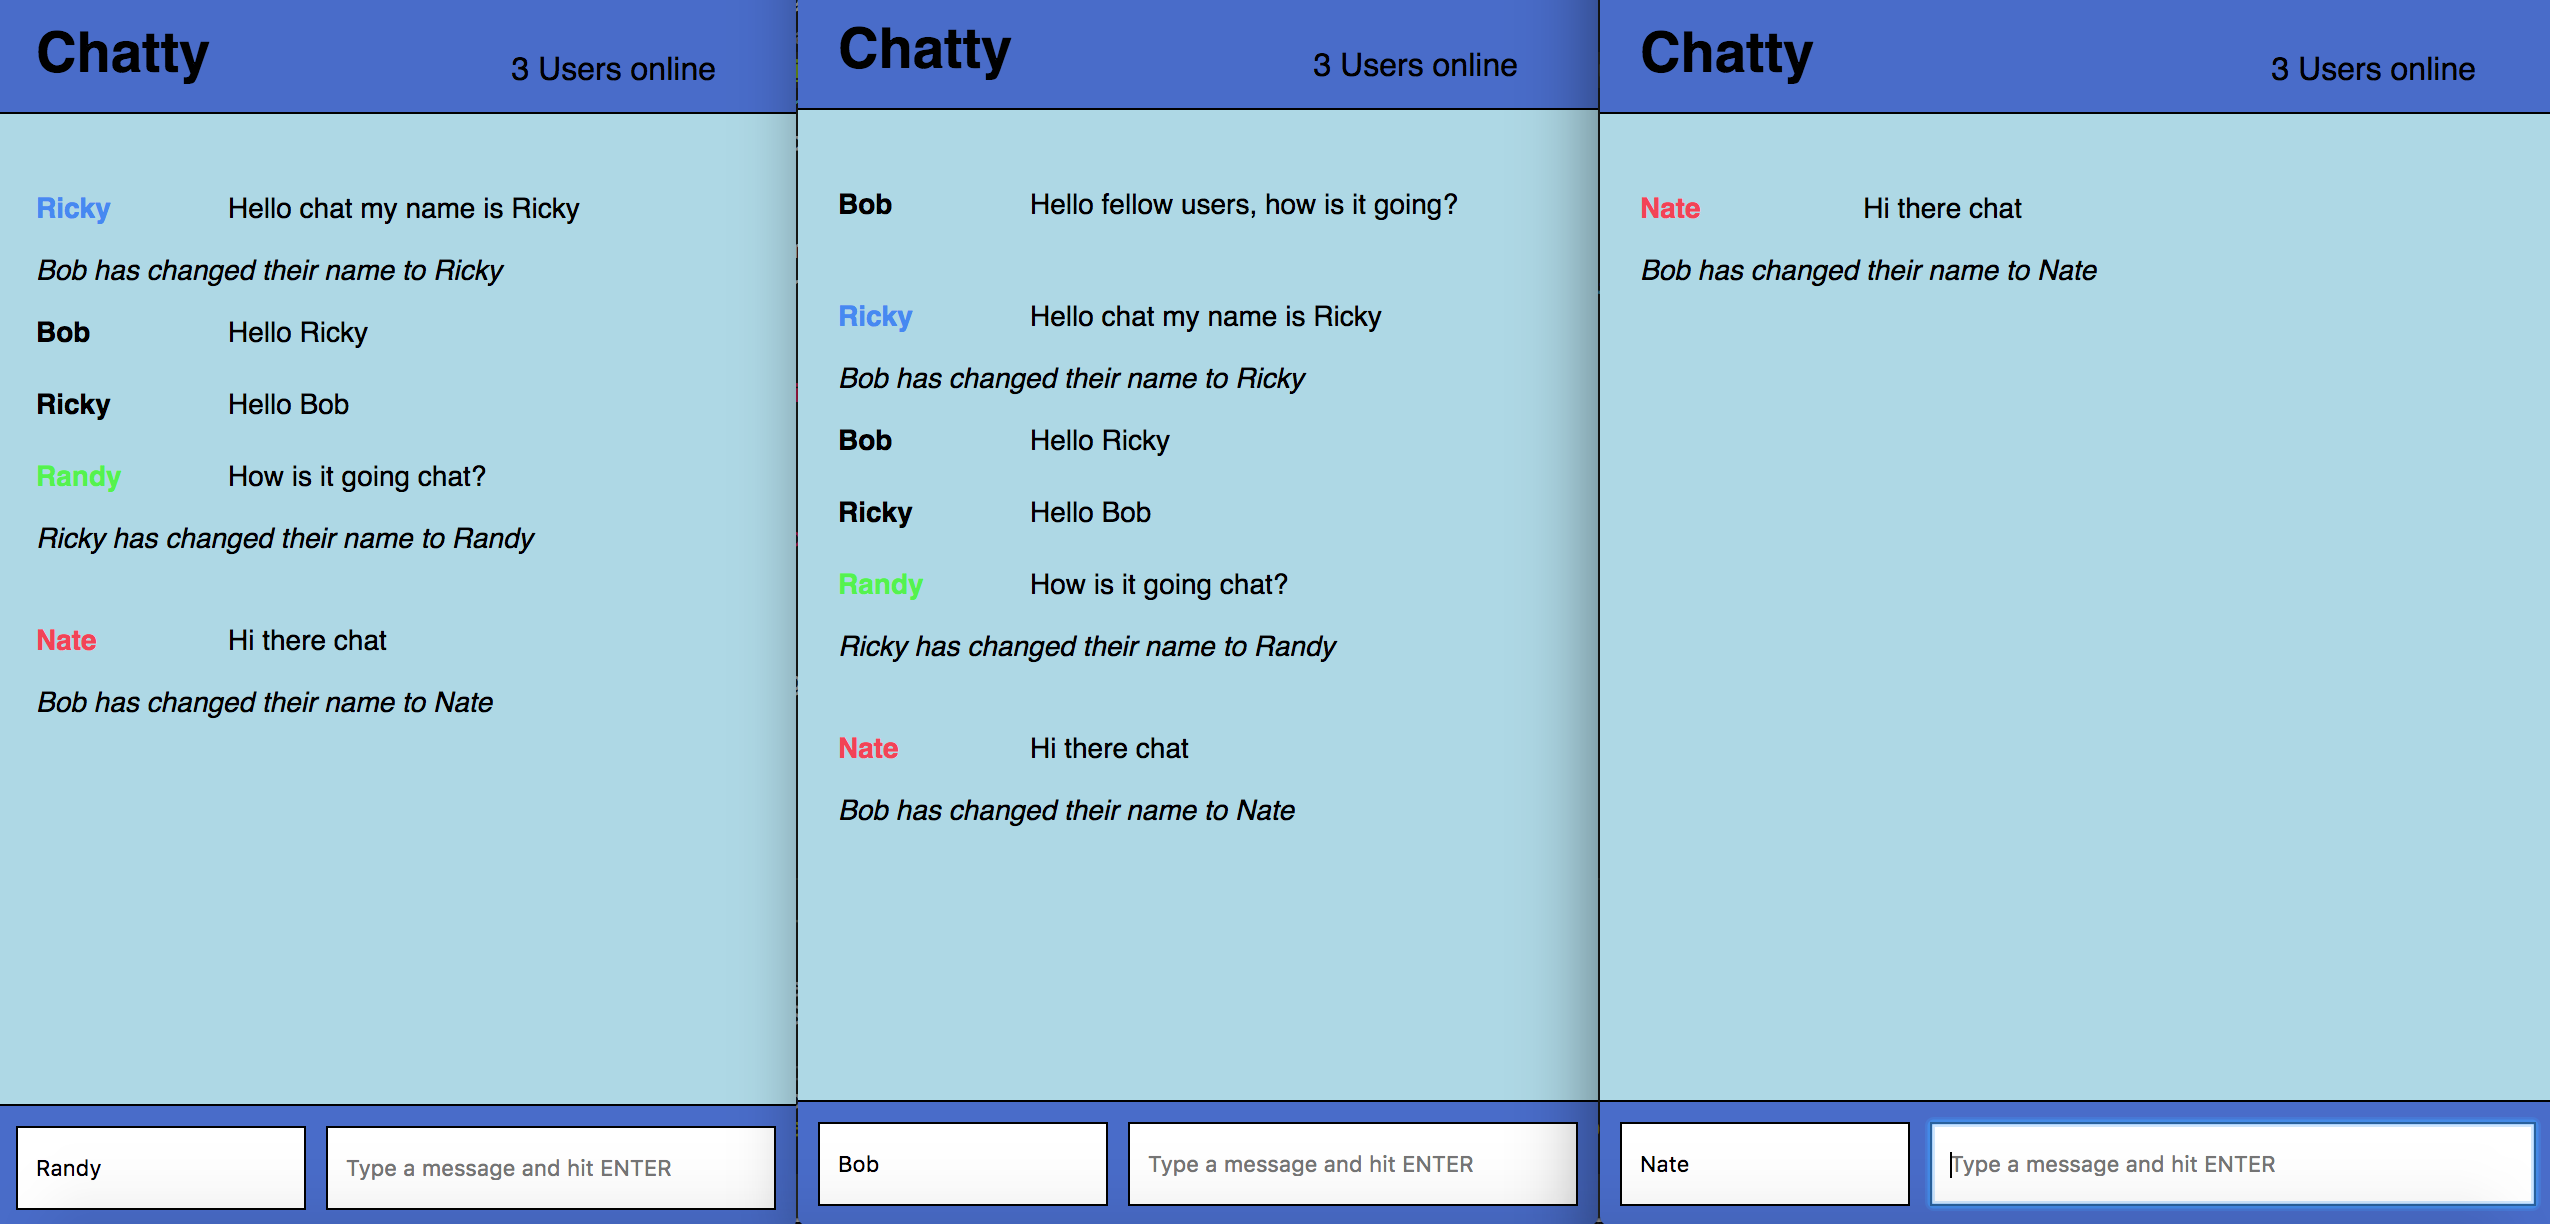 Chatty
3 Users online
Ricky Hello chat my name is Ricky
Bob has changed their name to Ricky
Bob Hello Ricky
Ricky Hello Bob
Randy How is it going chat?
Ricky has changed their name to Randy
Nate Hi there chat
Bob has changed their name to Nate
Randy Type a message and hit ENTER
Chatty
3 Users online
Bob Hello fellow users, how is it going?
Ricky Hello chat my name is Ricky
Bob has changed their name to Ricky
Bob Hello Ricky
Ricky Hello Bob
Randy How is it going chat?
Ricky has changed their name to Randy
Nate Hi there chat
Bob has changed their name to Nate
Bob Type a message and hit ENTER
Chatty
3 Users online
Nate Hi there chat
Bob has changed their name to Nate
Nate Type a message and hit ENTER